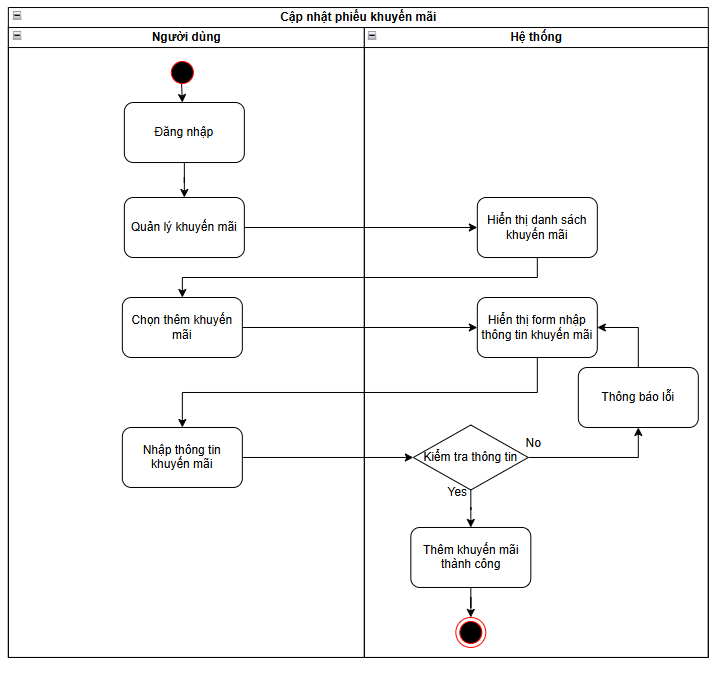 Cập nhật phiếu khuyến mãi
Người dùng
Hệ thống
Đăng nhập
Quản lý khuyến mãi
Hiển thị danh sách
khuyến mãi
Chọn thêm khuyến
mãi
Hiển thị form nhập
thông tin khuyến mãi
Thông báo lỗi
Nhập thông tin
khuyến mãi
Kiểm tra thông tin
No
Yes
Thêm khuyến mãi
thành công